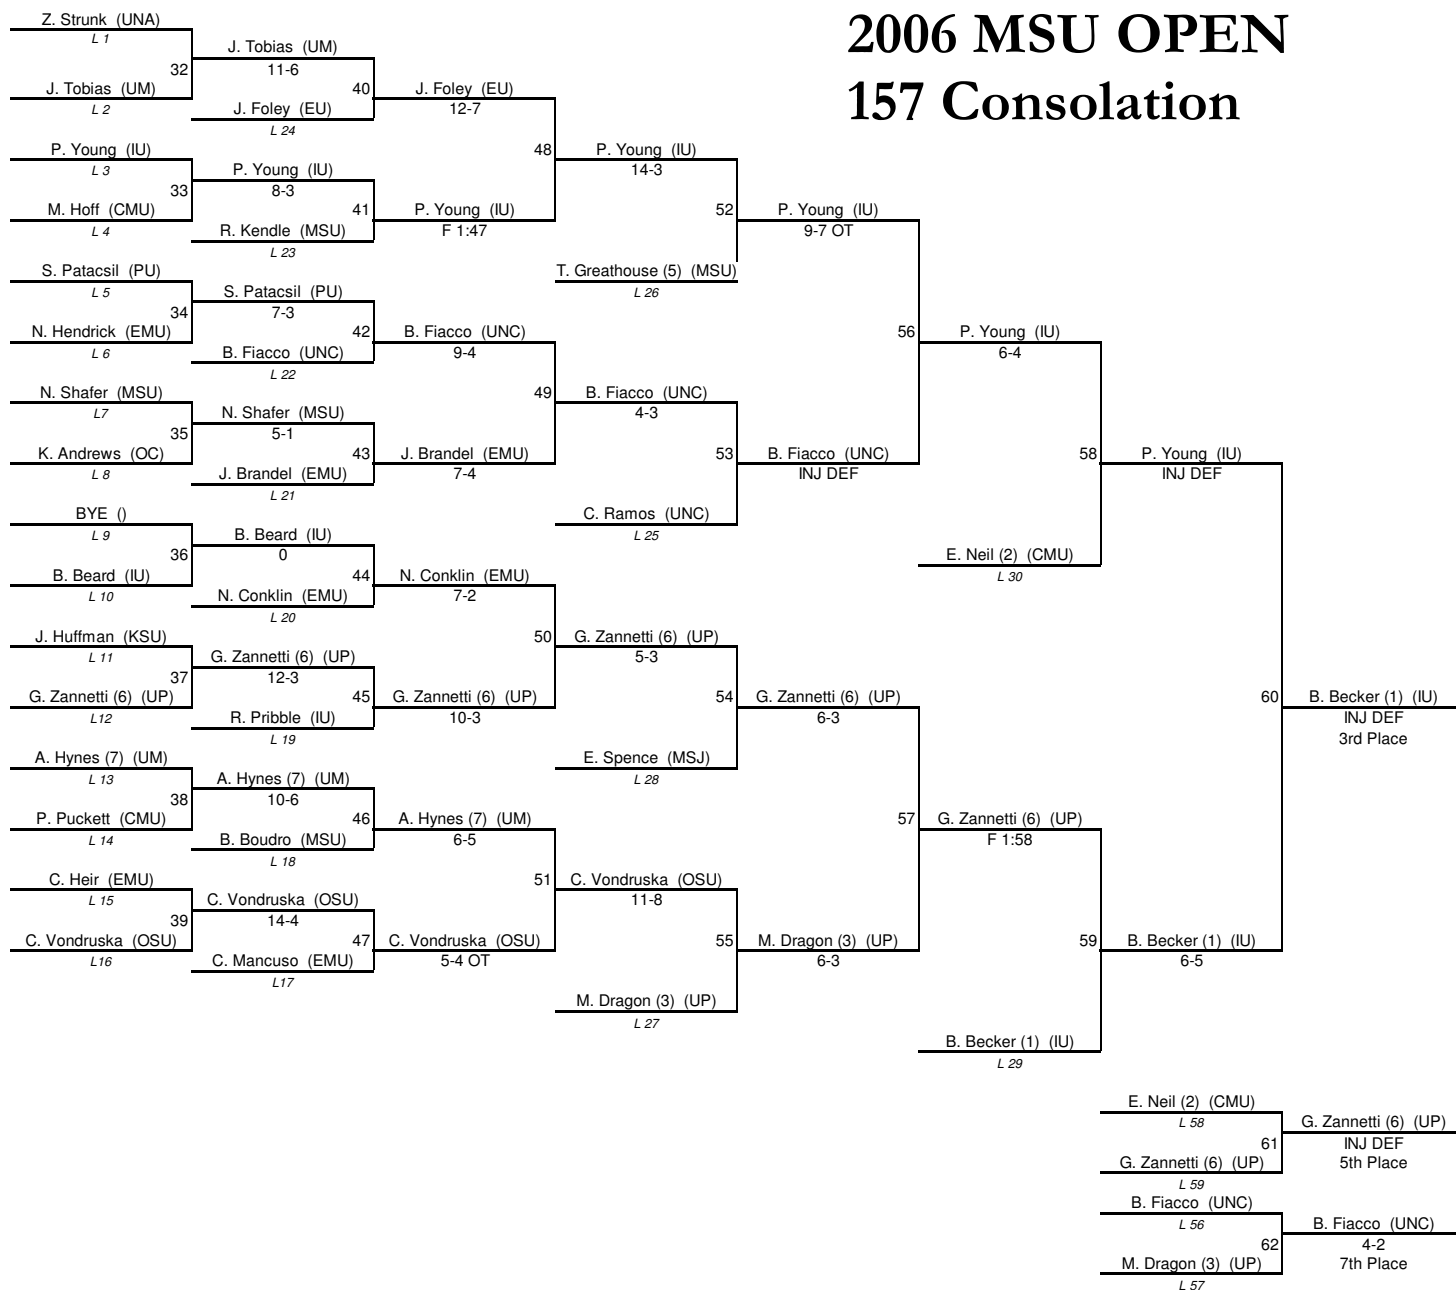 2006 MSU OPEN
157 Consolation
Z. Strunk (UNA)
L 1
32
J. Tobias (UM)
L 2
P. Young (IU)
L 3
33
M. Hoff (CMU)
L 4
S. Patacsil (PU)
L 5
34
N. Hendrick (EMU)
L 6
N. Shafer (MSU)
L7
35
K. Andrews (OC)
L 8
BYE ()
L 9
36
B. Beard (IU)
L 10
J. Huffman (KSU)
L 11
37
G. Zannetti (6) (UP)
L12
A. Hynes (7) (UM)
L 13
38
P. Puckett (CMU)
L 14
C. Heir (EMU)
L 15
39
C. Vondruska (OSU)
L16
J. Tobias (UM)
11-6
40
J. Foley (EU)
L 24
P. Young (IU)
8-3
41
R. Kendle (MSU)
L 23
S. Patacsil (PU)
7-3
42
B. Fiacco (UNC)
L 22
N. Shafer (MSU)
5-1
43
J. Brandel (EMU)
L 21
B. Beard (IU)
0
44
N. Conklin (EMU)
L 20
G. Zannetti (6) (UP)
12-3
45
R. Pribble (IU)
L 19
A. Hynes (7) (UM)
10-6
46
B. Boudro (MSU)
L 18
C. Vondruska (OSU)
14-4
47
C. Mancuso (EMU)
L17
J. Foley (EU)
12-7
48
P. Young (IU)
F 1:47
B. Fiacco (UNC)
9-4
49
J. Brandel (EMU)
7-4
N. Conklin (EMU)
7-2
50
G. Zannetti (6) (UP)
10-3
A. Hynes (7) (UM)
6-5
51
C. Vondruska (OSU)
5-4 OT
P. Young (IU)
14-3
52
T. Greathouse (5) (MSU)
L 26
B. Fiacco (UNC)
4-3
53
C. Ramos (UNC)
L 25
G. Zannetti (6) (UP)
5-3
54
E. Spence (MSJ)
L 28
C. Vondruska (OSU)
11-8
55
M. Dragon (3) (UP)
L 27
P. Young (IU)
9-7 OT
56
B. Fiacco (UNC)
INJ DEF
G. Zannetti (6) (UP)
6-3
57
M. Dragon (3) (UP)
6-3
P. Young (IU)
6-4
58
E. Neil (2) (CMU)
L 30
G. Zannetti (6) (UP)
F 1:58
59
B. Becker (1) (IU)
L 29
P. Young (IU)
INJ DEF
60
B. Becker (1) (IU)
6-5
B. Becker (1) (IU)
INJ DEF
3rd Place
E. Neil (2) (CMU)
L 58
61
G. Zannetti (6) (UP)
L 59
G. Zannetti (6) (UP)
INJ DEF
5th Place
B. Fiacco (UNC)
L 56
62
M. Dragon (3) (UP)
L 57
B. Fiacco (UNC)
4-2
7th Place